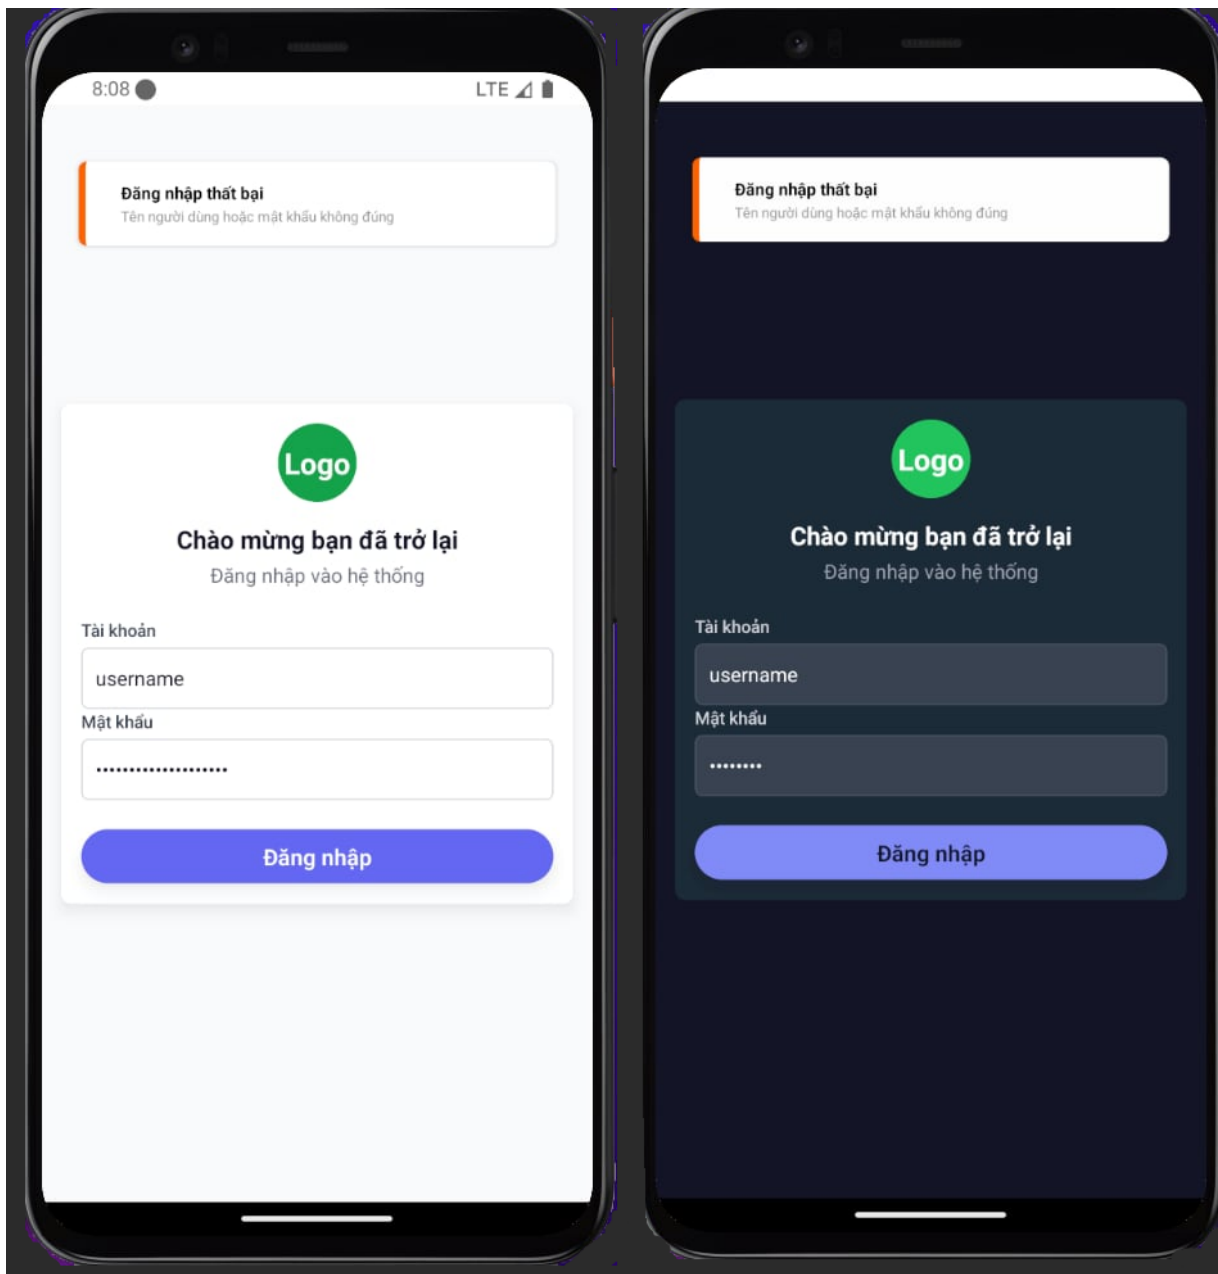 8:08
LTE
Đăng nhập thất bại
Tên người dùng hoặc mật khẩu không đúng
Logo
Chào mừng bạn đã trở lại
Đăng nhập vào hệ thống
Tài khoản
username
Mật khẩu
••••••••••••••••••••
Đăng nhập
Đăng nhập thất bại
Tên người dùng hoặc mật khẩu không đúng
Logo
Chào mừng bạn đã trở lại
Đăng nhập vào hệ thống
Tài khoản
username
Mật khẩu
••••••••
Đăng nhập